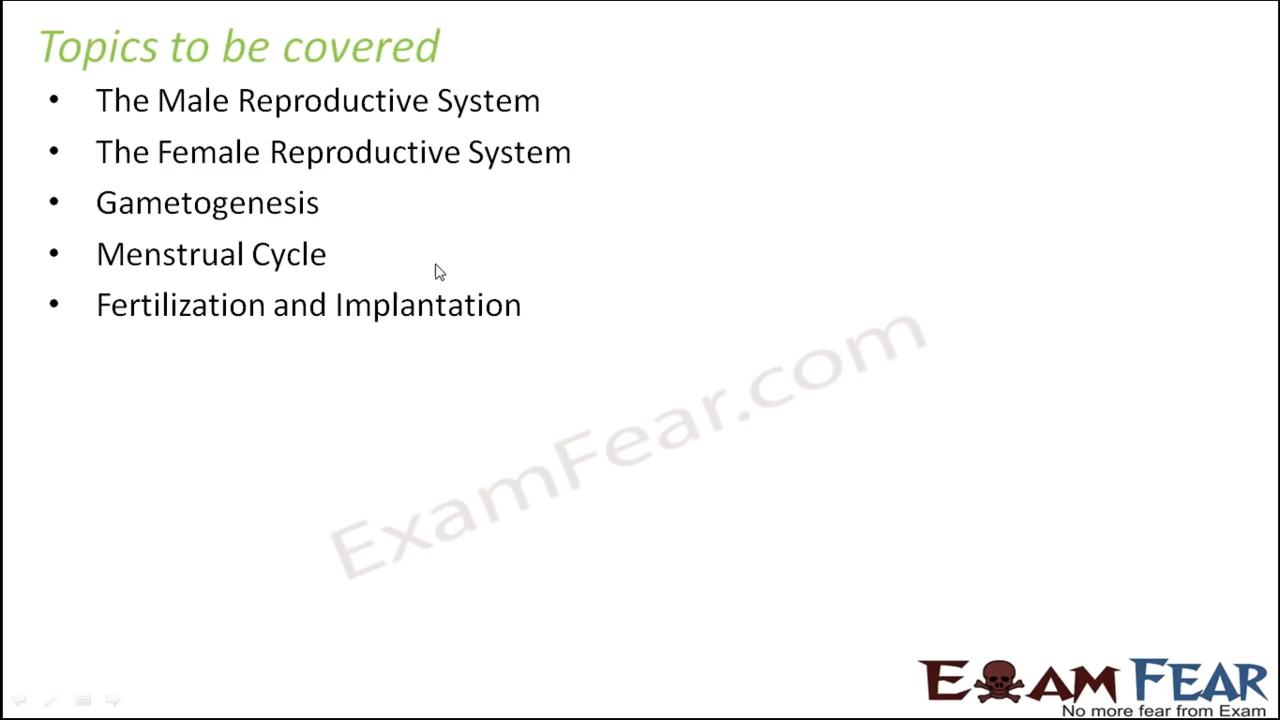 Topics to be covered
• The Male Reproductive System
• The Female Reproductive System
• Gametogenesis
• Menstrual Cycle
• Fertilization and Implantation
ExamFear.com
EXAM FEAR
No more fear from Exam